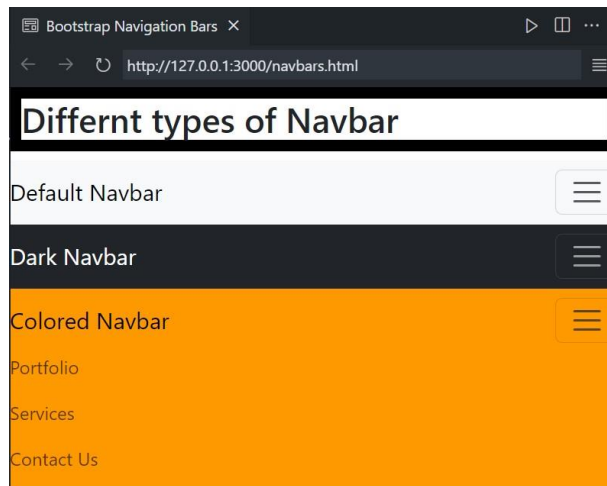 Bootstrap Navigation Bars
http://127.0.0.1:3000/navbars.html
Differnt types of Navbar
Default Navbar
Dark Navbar
Colored Navbar
Portfolio
Services
Contact Us